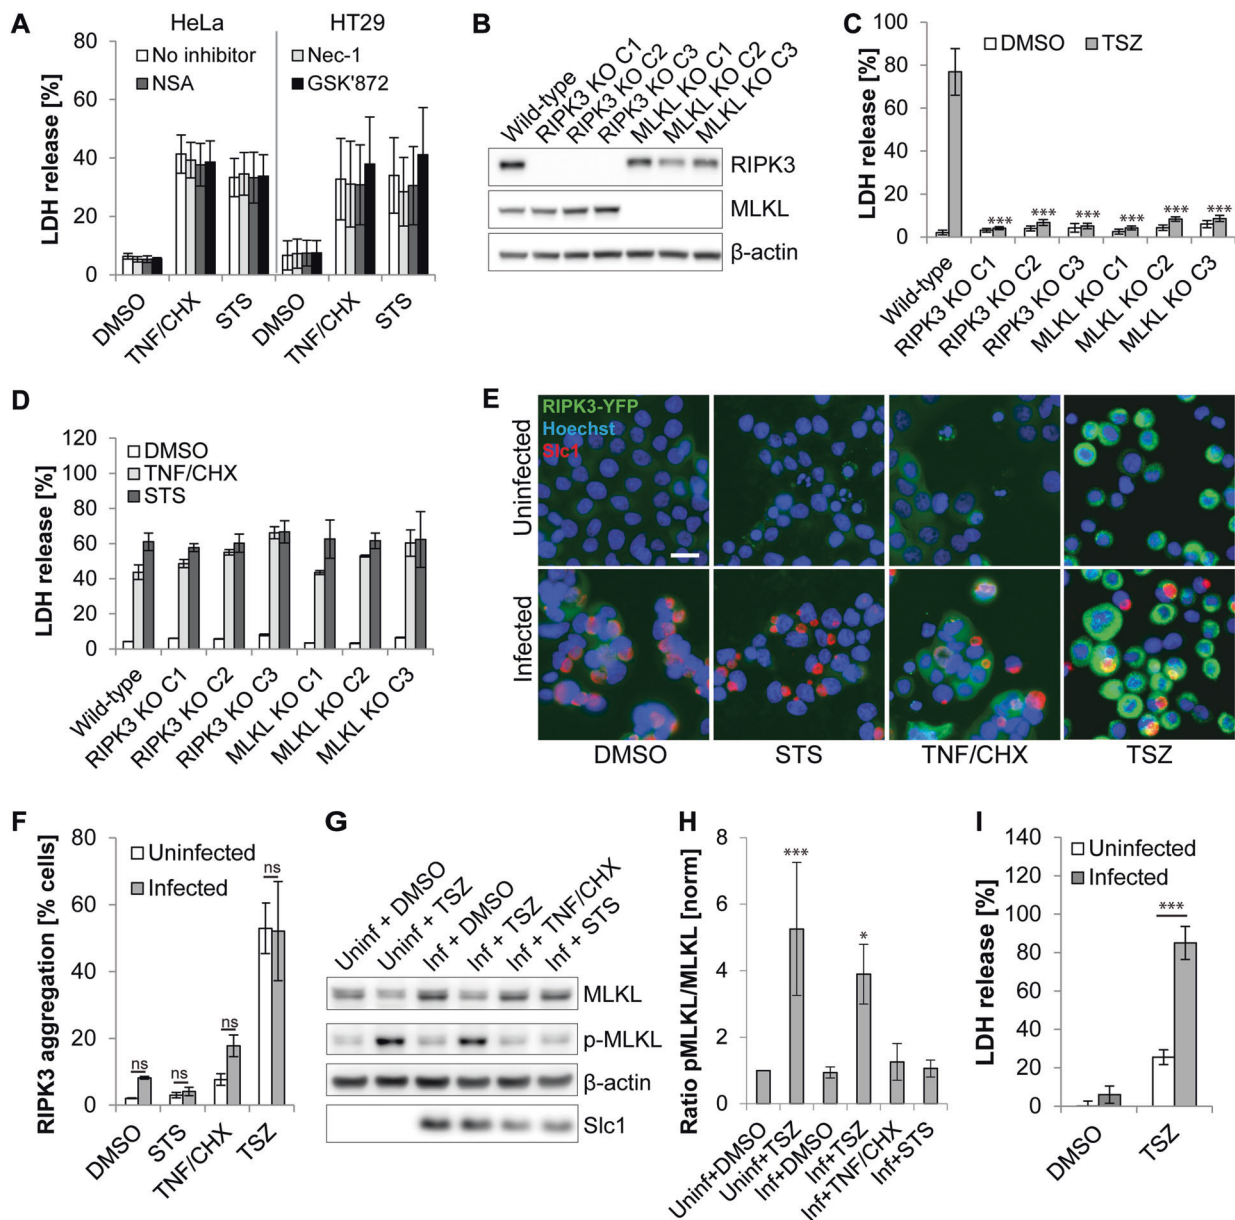 A
HeLa
HT29
No inhibitor
Nec-1
NSA
GSK'872
LDH release [%]
80
60
40
20
0
DMSO
TNF/CHX
STS
DMSO
TNF/CHX
STS
B
Wild-type
RIPK3 KO C1
RIPK3 KO C2
RIPK3 KO C3
MLKL KO C1
MLKL KO C2
MLKL KO C3
RIPK3
MLKL
β-actin
C
DMSO
TSZ
LDH release [%]
100
80
60
40
20
0
***
***
***
***
***
***
Wild-type
RIPK3 KO C1
RIPK3 KO C2
RIPK3 KO C3
MLKL KO C1
MLKL KO C2
MLKL KO C3
D
DMSO
TNF/CHX
STS
LDH release [%]
120
100
80
60
40
20
0
Wild-type
RIPK3 KO C1
RIPK3 KO C2
RIPK3 KO C3
MLKL KO C1
MLKL KO C2
MLKL KO C3
E
RIPK3-YFP
Hoechst
Slc1
Uninfected
Infected
DMSO
STS
TNF/CHX
TSZ
F
Uninfected
Infected
RIPK3 aggregation [% cells]
80
60
40
20
0
ns
ns
ns
ns
DMSO
STS
TNF/CHX
TSZ
G
Uninf + DMSO
Uninf + TSZ
Inf + DMSO
Inf + TSZ
Inf + TNF/CHX
Inf + STS
MLKL
p-MLKL
β-actin
Slc1
H
Ratio pMLKL/MLKL [norm]
8
6
4
2
0
***
*
Uninf+DMSO
Uninf+TSZ
Inf+DMSO
Inf+TSZ
Inf+TNF/CHX
Inf+STS
I
Uninfected
Infected
LDH release [%]
140
120
100
80
60
40
20
0
***
DMSO
TSZ